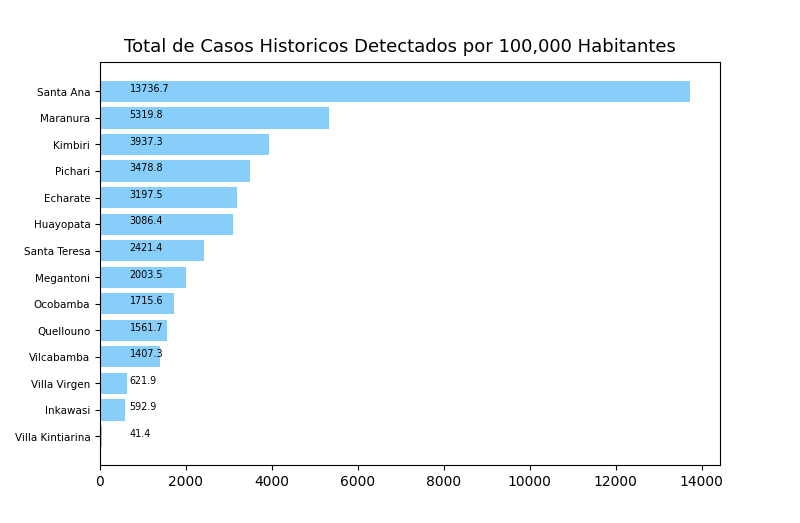 Total de Casos Historicos Detectados por 100,000 Habitantes
Santa Ana 13736.7
Maranura 5319.8
Kimbiri 3937.3
Pichari 3478.8
Echarate 3197.5
Huayopata 3086.4
Santa Teresa 2421.4
Megantoni 2003.5
Ocobamba 1715.6
Quellouno 1561.7
Vilcabamba 1407.3
Villa Virgen 621.9
Inkawasi 592.9
Villa Kintiarina 41.4
0 2000 4000 6000 8000 10000 12000 14000